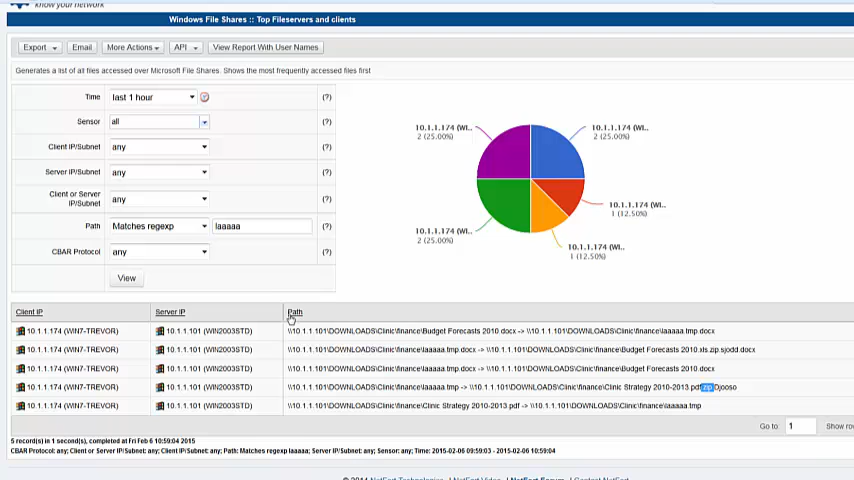 know your network
Windows File Shares :: Top Fileservers and clients
Export Email More Actions API View Report With User Names
Generates a list of all files accessed over Microsoft File Shares. Shows the most frequently accessed files first
Time last 1 hour (?)
Sensor all (?)
Client IP/Subnet any (?)
Server IP/Subnet any (?)
Client or Server
IP/Subnet any (?)
Path Matches regexp laaaaa (?)
CBAR Protocol any (?)
View
10.1.1.174 (WI..
2 (25.00%)
10.1.1.174 (WI..
2 (25.00%)
10.1.1.174 (WI..
1 (12.50%)
10.1.1.174 (WI..
2 (25.00%)
10.1.1.174 (WI..
1 (12.50%)
Client IP Server IP Path
10.1.1.174 (WIN7-TREVOR) 10.1.1.101 (WIN2003STD) \\10.1.1.101\DOWNLOADS\Clinic\finance\Budget Forecasts 2010.docx -> \\10.1.1.101\DOWNLOADS\Clinic\finance\laaaaa.tmp.docx
10.1.1.174 (WIN7-TREVOR) 10.1.1.101 (WIN2003STD) \\10.1.1.101\DOWNLOADS\Clinic\finance\laaaaa.tmp.docx -> \\10.1.1.101\DOWNLOADS\Clinic\finance\Budget Forecasts 2010.xls.zip.sjodd.docx
10.1.1.174 (WIN7-TREVOR) 10.1.1.101 (WIN2003STD) \\10.1.1.101\DOWNLOADS\Clinic\finance\laaaaa.tmp.docx -> \\10.1.1.101\DOWNLOADS\Clinic\finance\Budget Forecasts 2010.docx
10.1.1.174 (WIN7-TREVOR) 10.1.1.101 (WIN2003STD) \\10.1.1.101\DOWNLOADS\Clinic\finance\laaaaa.tmp -> \\10.1.1.101\DOWNLOADS\Clinic\finance\Clinic Strategy 2010-2013.pdf.zip.Djooso
10.1.1.174 (WIN7-TREVOR) 10.1.1.101 (WIN2003STD) \\10.1.1.101\DOWNLOADS\Clinic\finance\Clinic Strategy 2010-2013.pdf -> \\10.1.1.101\DOWNLOADS\Clinic\finance\laaaaa.tmp
Go to: 1 Show
5 record(s) in 1 second(s), completed at Fri Feb 6 10:59:04 2015
CBAR Protocol: any; Client or Server IP/Subnet: any; Client IP/Subnet: any; Path: Matches regexp laaaaa; Server IP/Subnet: any; Sensor: any; Time: 2015-02-06 09:59:03 - 2015-02-06 10:59:04